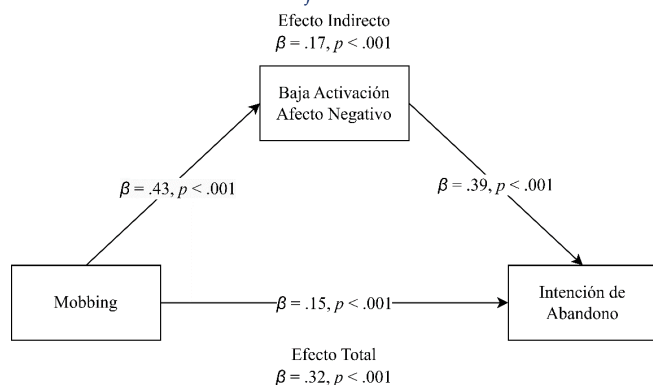 Efecto Indirecto
β = .17, p < .001
Baja Activación
Afecto Negativo
β = .43, p < .001
β = .39, p < .001
Mobbing
β = .15, p < .001
Intención de
Abandono
Efecto Total
β = .32, p < .001